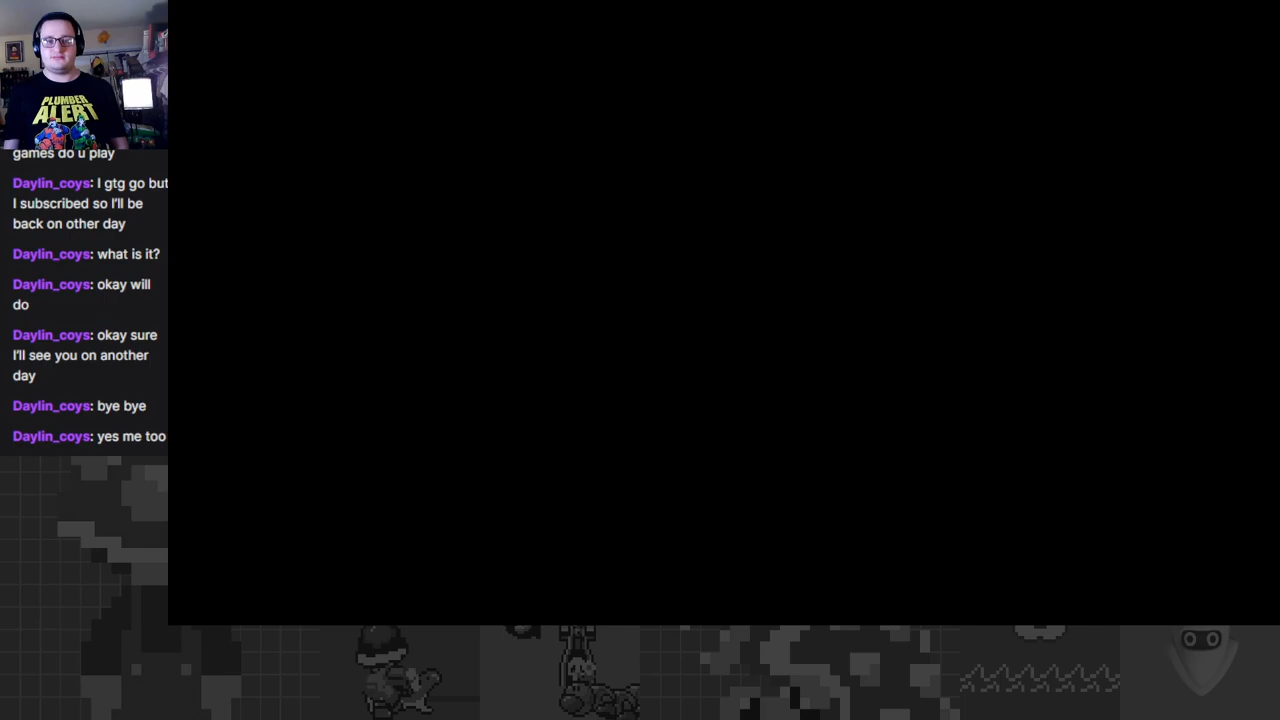 PLUMBER
ALERT
games do u play
Daylin_coys: I gtg go but
I subscribed so I'll be
back on other day
Daylin_coys: what is it?
Daylin_coys: okay will
do
Daylin_coys: okay sure
I'll see you on another
day
Daylin_coys: bye bye
Daylin_coys: yes me too